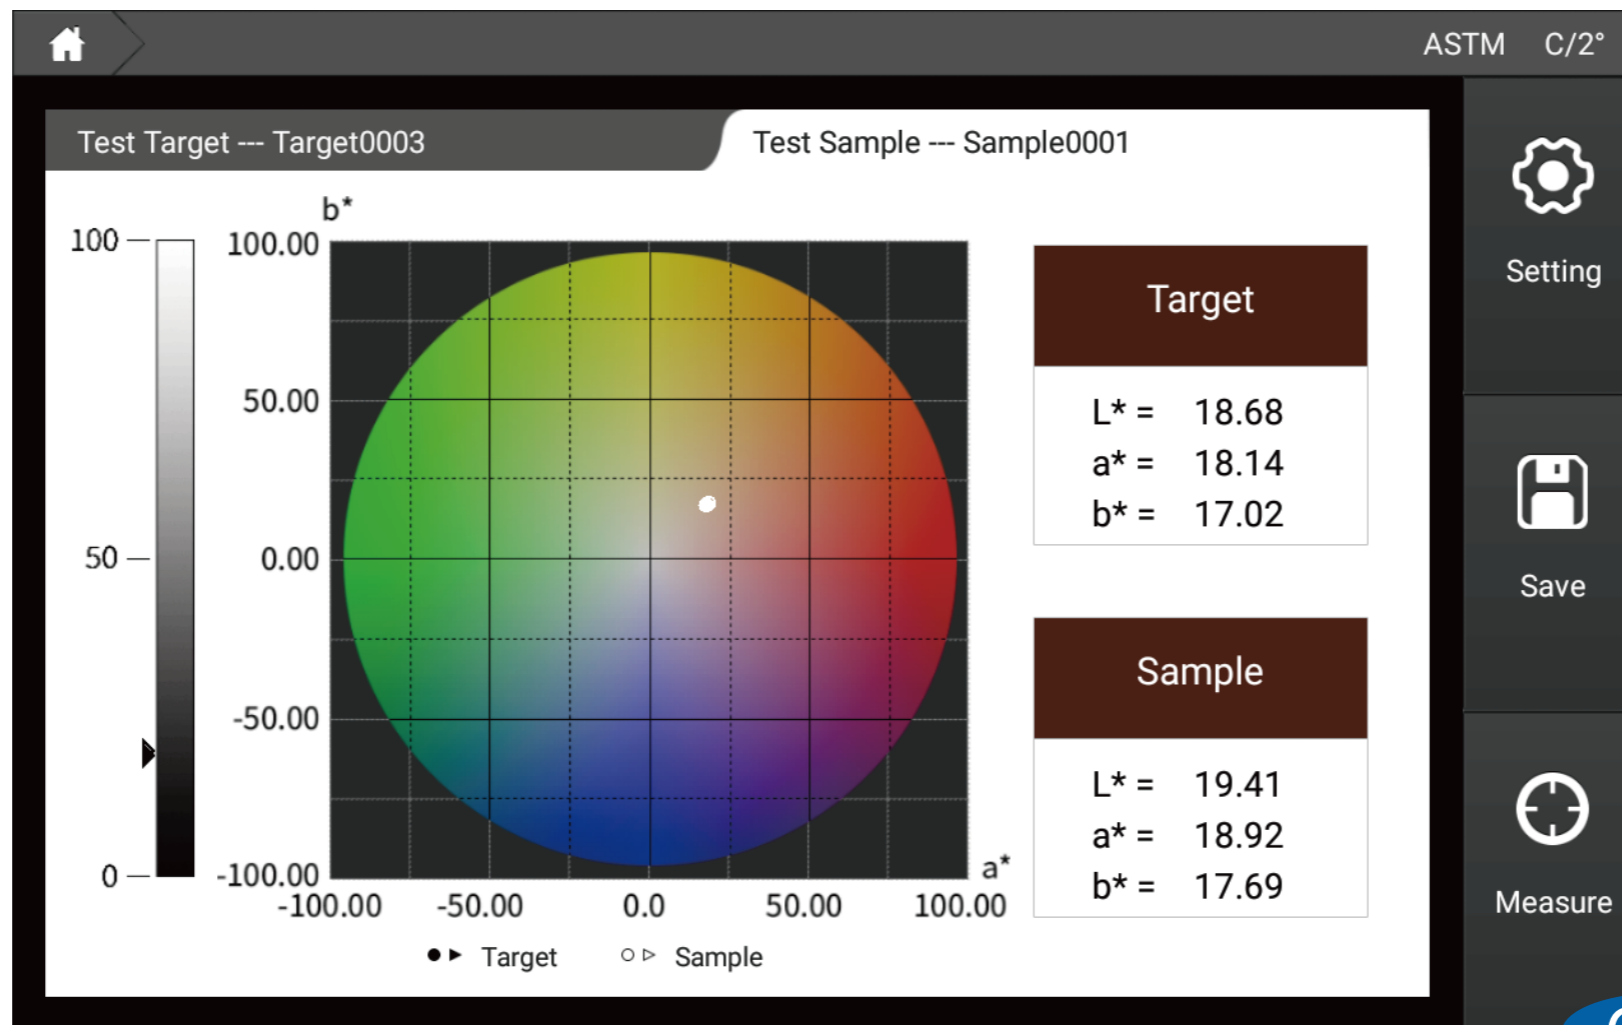 ASTM C/2°
Test Target --- Target0003
Test Sample --- Sample0001
b*
100
50
0
100.00
50.00
0.00
-50.00
-100.00
-100.00 -50.00 0.0 50.00 100.00
a*
Target
Sample
Target
L* = 18.68
a* = 18.14
b* = 17.02
Sample
L* = 19.41
a* = 18.92
b* = 17.69
Setting
Save
Measure